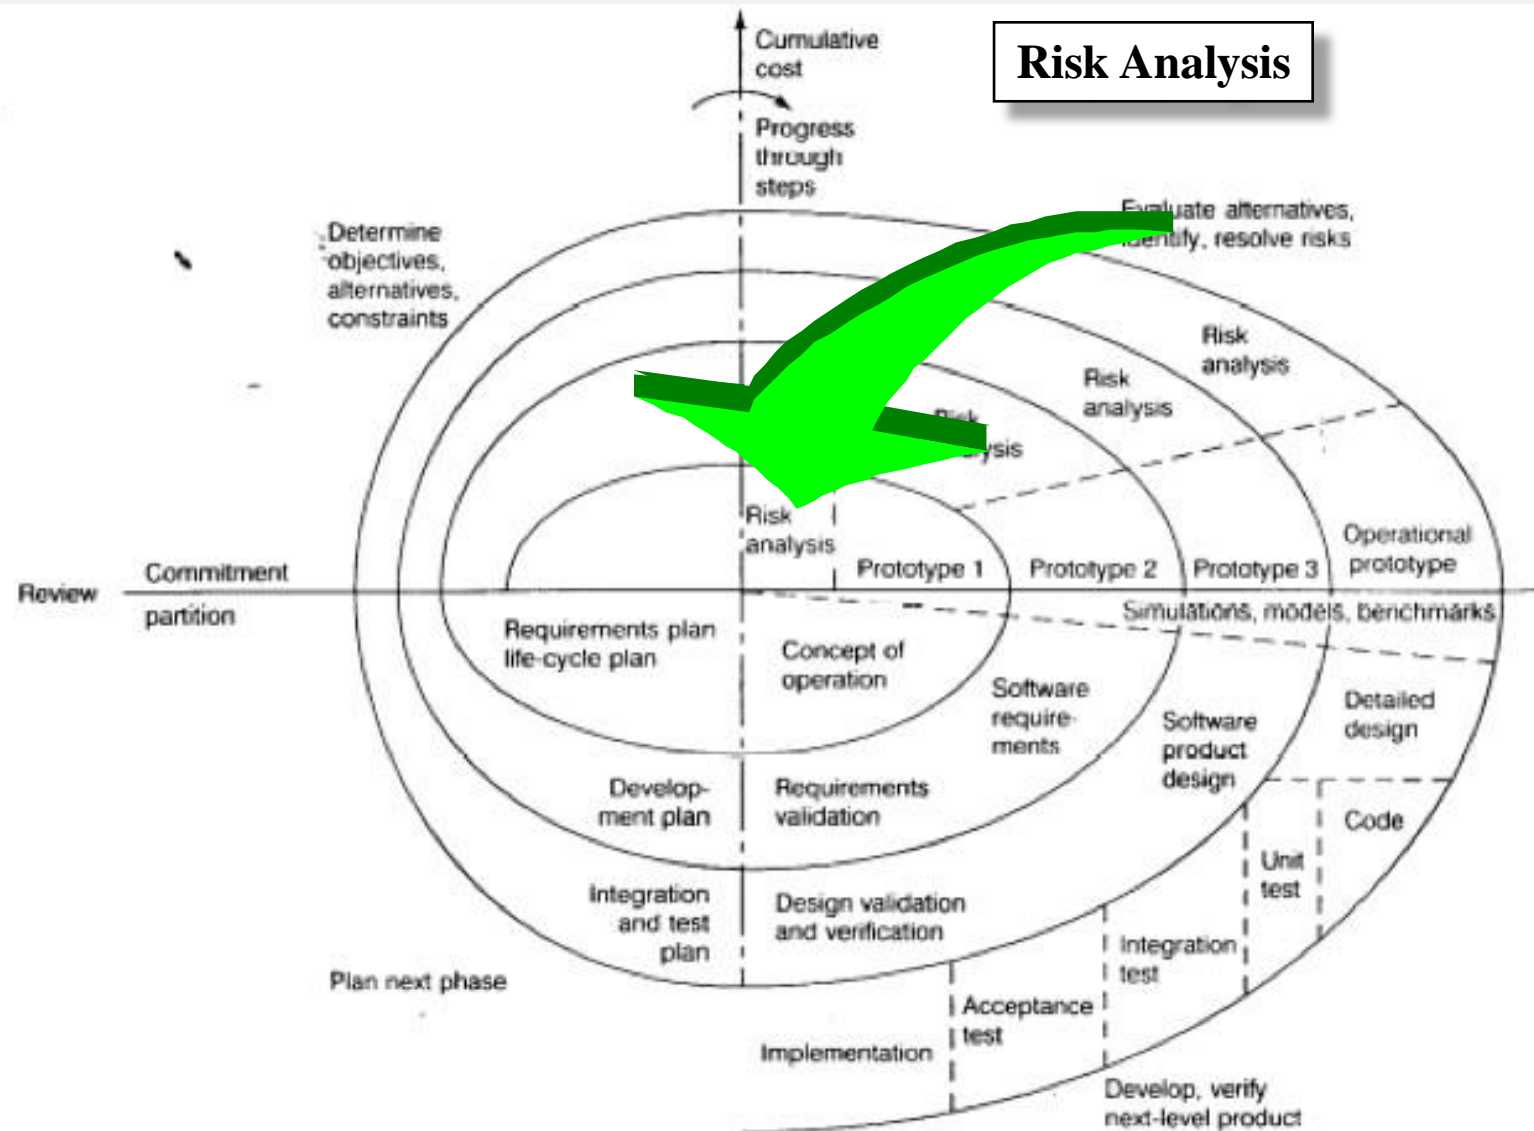 Risk Analysis
Cumulative
cost
Progress
through
steps
Determine
objectives,
alternatives,
constraints
Evaluate alternatives,
identify, resolve risks
Risk
analysis
Risk
analysis
Risk
analysis
Risk
analysis
Operational
prototype
Prototype 1
Prototype 2
Prototype 3
Review
Commitment
partition
Simulations, models, benchmarks
Requirements plan
life-cycle plan
Concept of
operation
Software
require-
ments
Software
product
design
Detailed
design
Develop-
ment plan
Requirements
validation
Code
Unit
test
Integration
and test
plan
Design validation
and verification
Integration
test
Plan next phase
Acceptance
test
Implementation
Develop, verify
next-level product